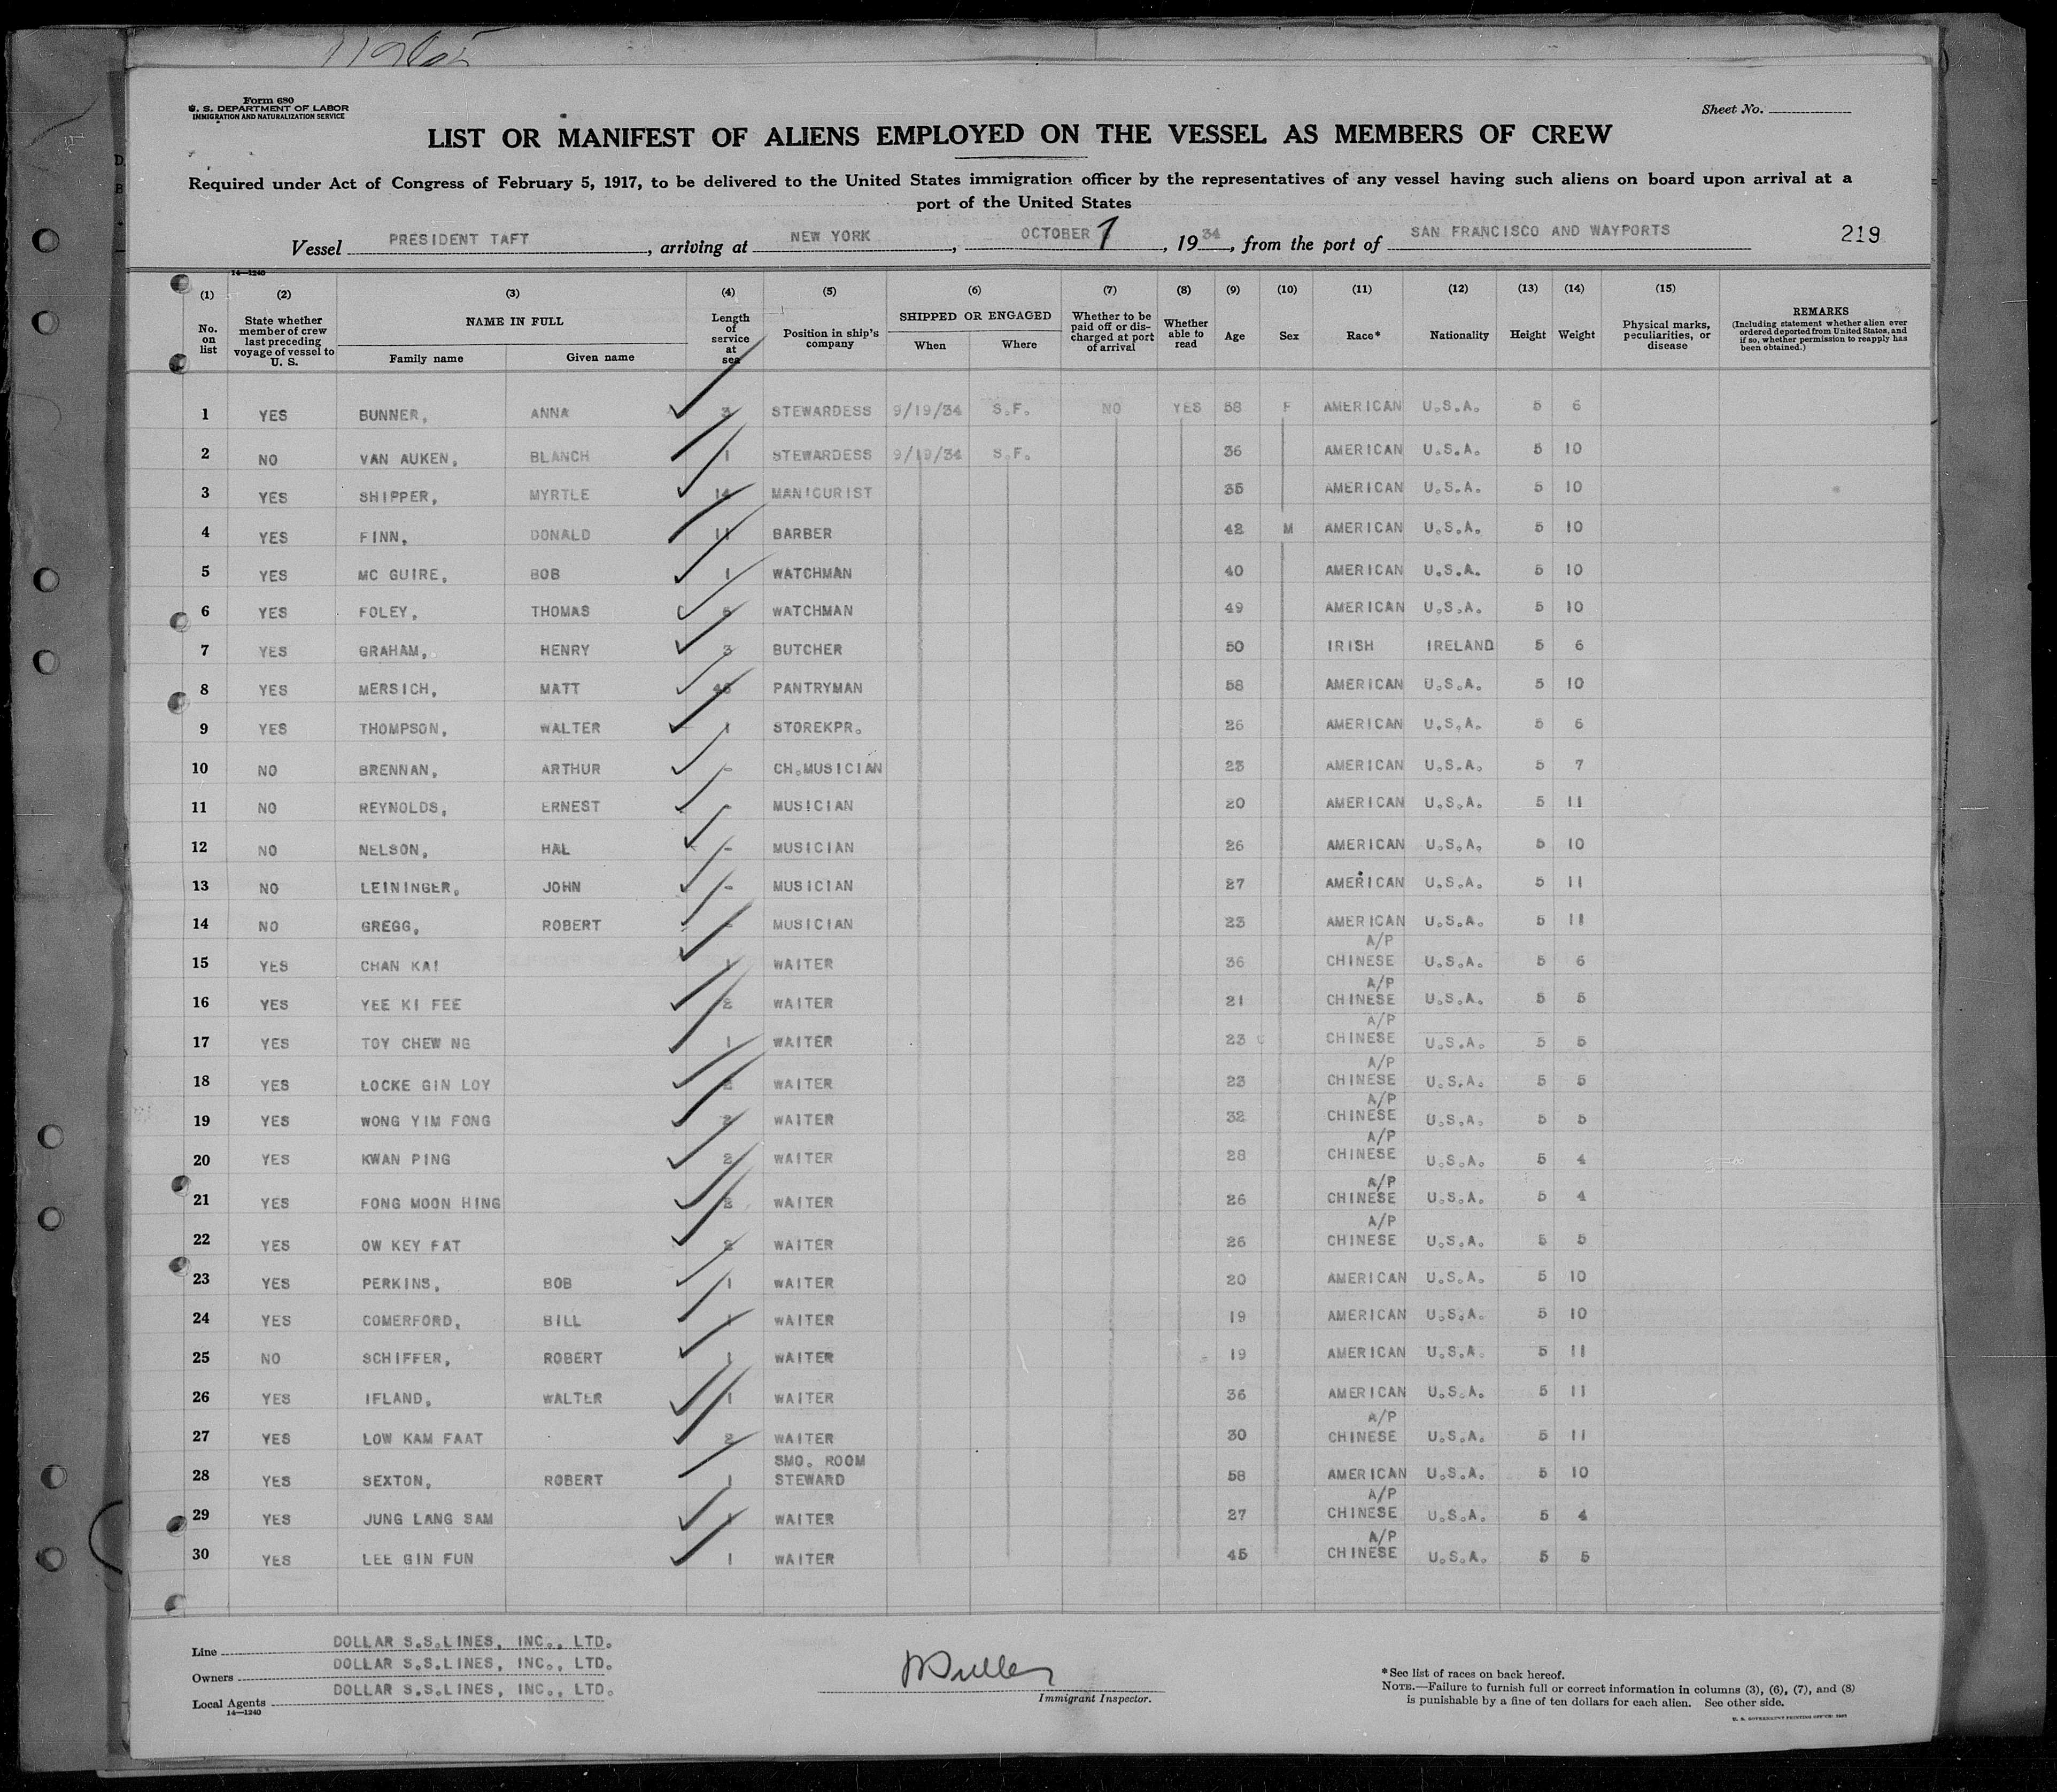 Form 680
U. S. DEPARTMENT OF LABOR
IMMIGRATION AND NATURALIZATION SERVICE
Sheet No.
LIST OR MANIFEST OF ALIENS EMPLOYED ON THE VESSEL AS MEMBERS OF CREW
Required under Act of Congress of February 5, 1917, to be delivered to the United States immigration officer by the representatives of any vessel having such aliens on board upon arrival at a
port of the United States
Vessel PRESIDENT TAFT, arriving at NEW YORK, OCTOBER 7, 1934, from the port of SAN FRANCISCO AND WAYPORTS 219
14—1240
(1) (2) (3) (4) (5) (6) (7) (8) (9) (10) (11) (12) (13) (14) (15)
No. on list State whether member of crew last preceding voyage of vessel to U. S. NAME IN FULL Family name Given name Length of service at sea Position in ship's company SHIPPED OR ENGAGED When Where Whether to be paid off or discharged at port of arrival Whether able to read Age Sex Race* Nationality Height Weight Physical marks, peculiarities, or disease REMARKS (Including statement whether alien ever ordered deported from United States, and if so, whether permission to reapply has been obtained.)
1 YES BUNNER, ANNA 3 STEWARDESS 9/19/34 S.F. NO YES 58 F AMERICAN U.S.A. 5 6
2 NO VAN AUKEN, BLANCH 1 STEWARDESS 9/19/34 S.F. 36 AMERICAN U.S.A. 5 10
3 YES SHIPPER, MYRTLE 14 MANICURIST 35 AMERICAN U.S.A. 5 10
4 YES FINN, DONALD 11 BARBER 42 M AMERICAN U.S.A. 5 10
5 YES MC GUIRE, BOB 1 WATCHMAN 40 AMERICAN U.S.A. 5 10
6 YES FOLEY, THOMAS WATCHMAN 49 AMERICAN U.S.A. 5 10
7 YES GRAHAM, HENRY 3 BUTCHER 50 IRISH IRELAND 5 6
8 YES MERSICH, MATT PANTRYMAN 58 AMERICAN U.S.A. 5 10
9 YES THOMPSON, WALTER 1 STOREKPR. 26 AMERICAN U.S.A. 5 6
10 NO BRENNAN, ARTHUR - CH.MUSICIAN 23 AMERICAN U.S.A. 5 7
11 NO REYNOLDS, ERNEST - MUSICIAN 20 AMERICAN U.S.A. 5 11
12 NO NELSON, HAL - MUSICIAN 26 AMERICAN U.S.A. 5 10
13 NO LEININGER, JOHN - MUSICIAN 27 AMERICAN U.S.A. 5 11
14 NO GREGG, ROBERT - MUSICIAN 23 AMERICAN U.S.A. 5 11
15 YES CHAN KAI 1 WAITER 36 A/P CHINESE U.S.A. 5 6
16 YES YEE KI FEE 2 WAITER 21 A/P CHINESE U.S.A. 5 5
17 YES TOY CHEW NG 1 WAITER 23 A/P CHINESE U.S.A. 5 5
18 YES LOCKE GIN LOY 2 WAITER 23 A/P CHINESE U.S.A. 5 5
19 YES WONG YIM FONG 2 WAITER 32 A/P CHINESE U.S.A. 5 5
20 YES KWAN PING 2 WAITER 28 A/P CHINESE U.S.A. 5 4
21 YES FONG MOON HING 2 WAITER 26 A/P CHINESE U.S.A. 5 4
22 YES OW KEY FAT 2 WAITER 26 A/P CHINESE U.S.A. 5 5
23 YES PERKINS, BOB 1 WAITER 20 AMERICAN U.S.A. 5 10
24 YES COMERFORD, BILL 1 WAITER 19 AMERICAN U.S.A. 5 10
25 NO SCHIFFER, ROBERT 1 WAITER 19 AMERICAN U.S.A. 5 11
26 YES IFLAND, WALTER 1 WAITER 36 AMERICAN U.S.A. 5 11
27 YES LOW KAM FAAT 2 WAITER 30 A/P CHINESE U.S.A. 5 11
28 YES SEXTON, ROBERT 1 SMO. ROOM STEWARD 58 AMERICAN U.S.A. 5 10
29 YES JUNG LANG SAM 1 WAITER 27 A/P CHINESE U.S.A. 5 4
30 YES LEE GIN FUN 1 WAITER 45 A/P CHINESE U.S.A. 5 5
Line DOLLAR S.S.LINES, INC., LTD.
Owners DOLLAR S.S.LINES, INC., LTD.
Local Agents DOLLAR S.S.LINES, INC., LTD.
14—1240
Immigrant Inspector.
*See list of races on back hereof.
NOTE.—Failure to furnish full or correct information in columns (3), (6), (7), and (8)
is punishable by a fine of ten dollars for each alien. See other side.